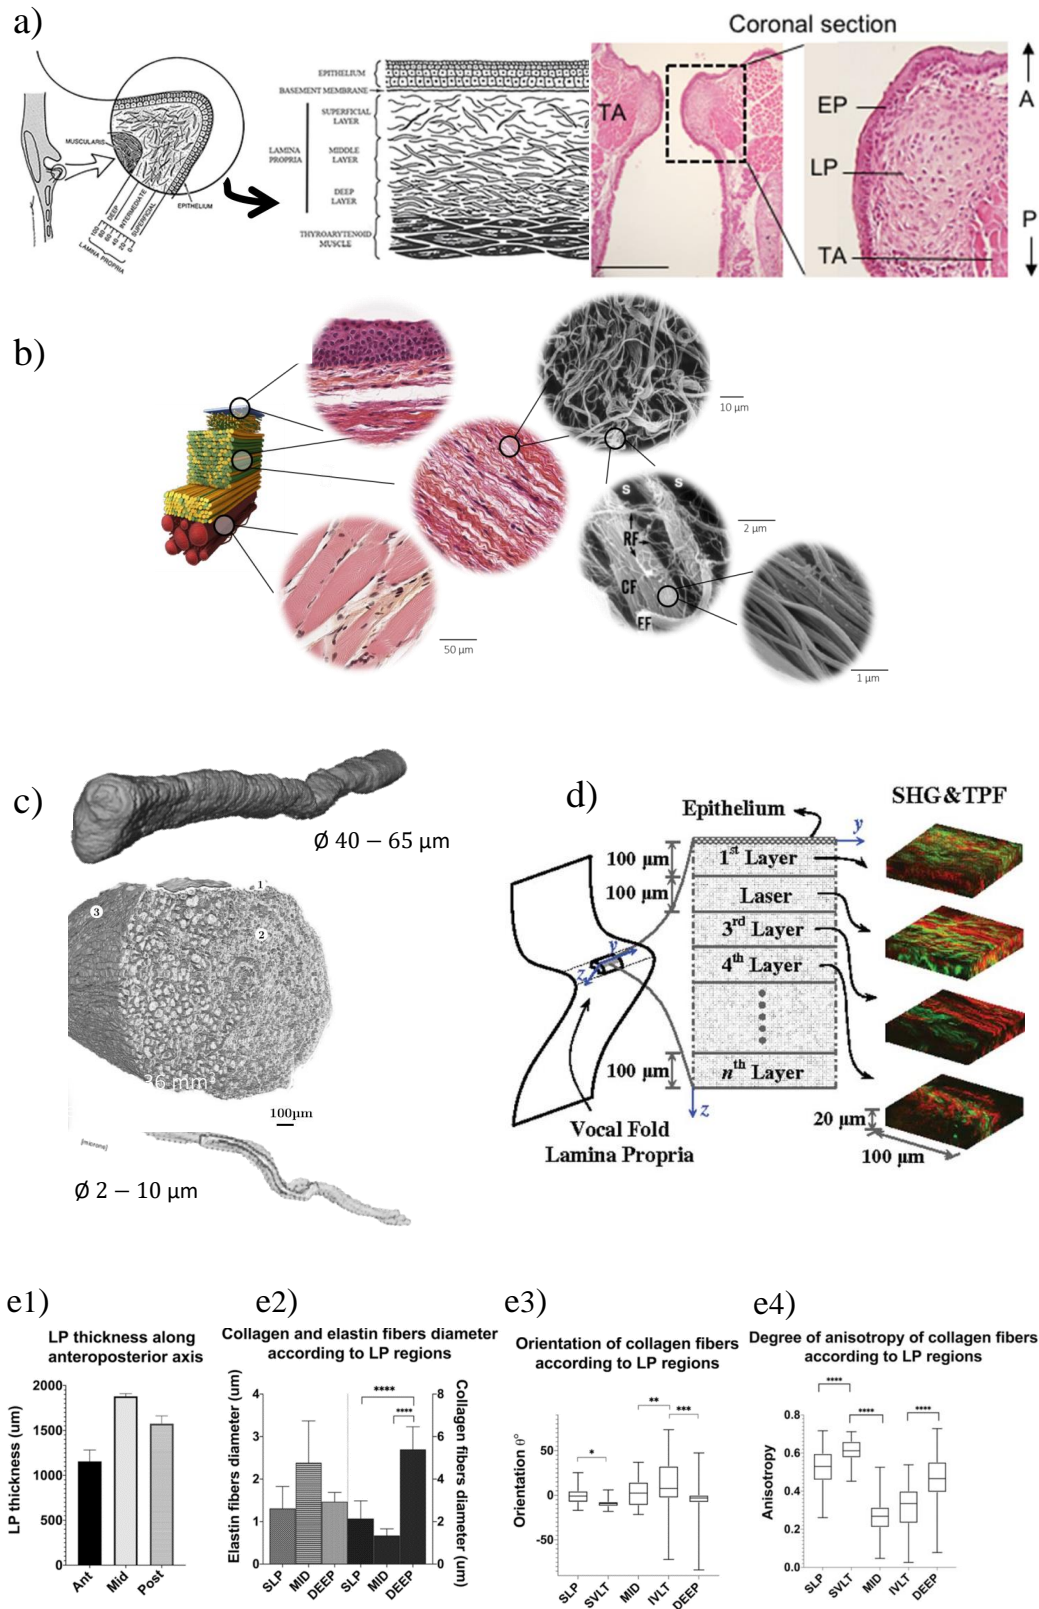 a)
Coronal section
MUSCULARIS
DEEP
INTERMEDIATE
SUPERFICIAL
EPITHELIUM
100
80
60
40
20
0
LAMINA PROPRIA
EPITHELIUM
BASEMENT MEMBRANE
SUPERFICIAL
LAYER
LAMINA
PROPRIA
MIDDLE
LAYER
DEEP
LAYER
THYROARYTENOID
MUSCLE
TA
EP
LP
TA
A
P
b)
10 µm
S
S
RF
CF
EF
2 µm
50 µm
1 µm
c)
Ø 40 – 65 µm
1
2
3
36 mm²
100µm
Ø 2 – 10 µm
d)
Epithelium
SHG&TPF
y
100 µm
1st Layer
100 µm
Laser
3rd Layer
4th Layer
100 µm
nth Layer
z
y
z
Vocal Fold
Lamina Propria
20 µm
100 µm
e1)
LP thickness along
anteroposterior axis
LP thickness (um)
2000
1500
1000
500
0
Ant
Mid
Post
e2)
Collagen and elastin fibers diameter
according to LP regions
Elastin fibers diameter (um)
4
3
2
1
0
****
****
8
6
4
2
0
Collagen fibers
diameter (um)
SLP
MID
DEEP
SLP
MID
DEEP
e3)
Orientation of collagen fibers
according to LP regions
Orientation θ°
50
0
-50
*
**
***
SLP
SVLT
MID
IVLT
DEEP
e4)
Degree of anisotropy of collagen fibers
according to LP regions
Anisotropy
0.8
0.6
0.4
0.2
0.0
****
****
****
SLP
SVLT
MID
IVLT
DEEP